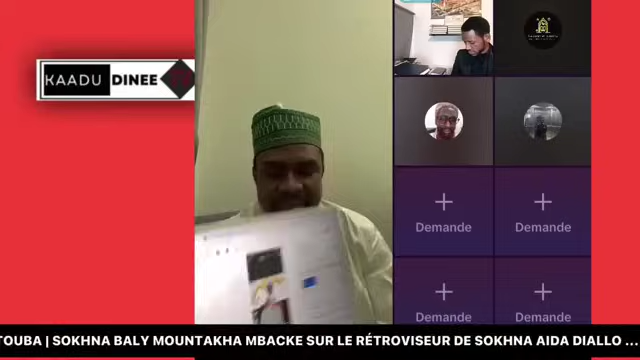 KAADU DINEE
Demande
Demande
Demande
Demande
TOUBA | SOKHNA BALY MOUNTAKHA MBACKE SUR LE RÉTROVISEUR DE SOKHNA AIDA DIALLO ...